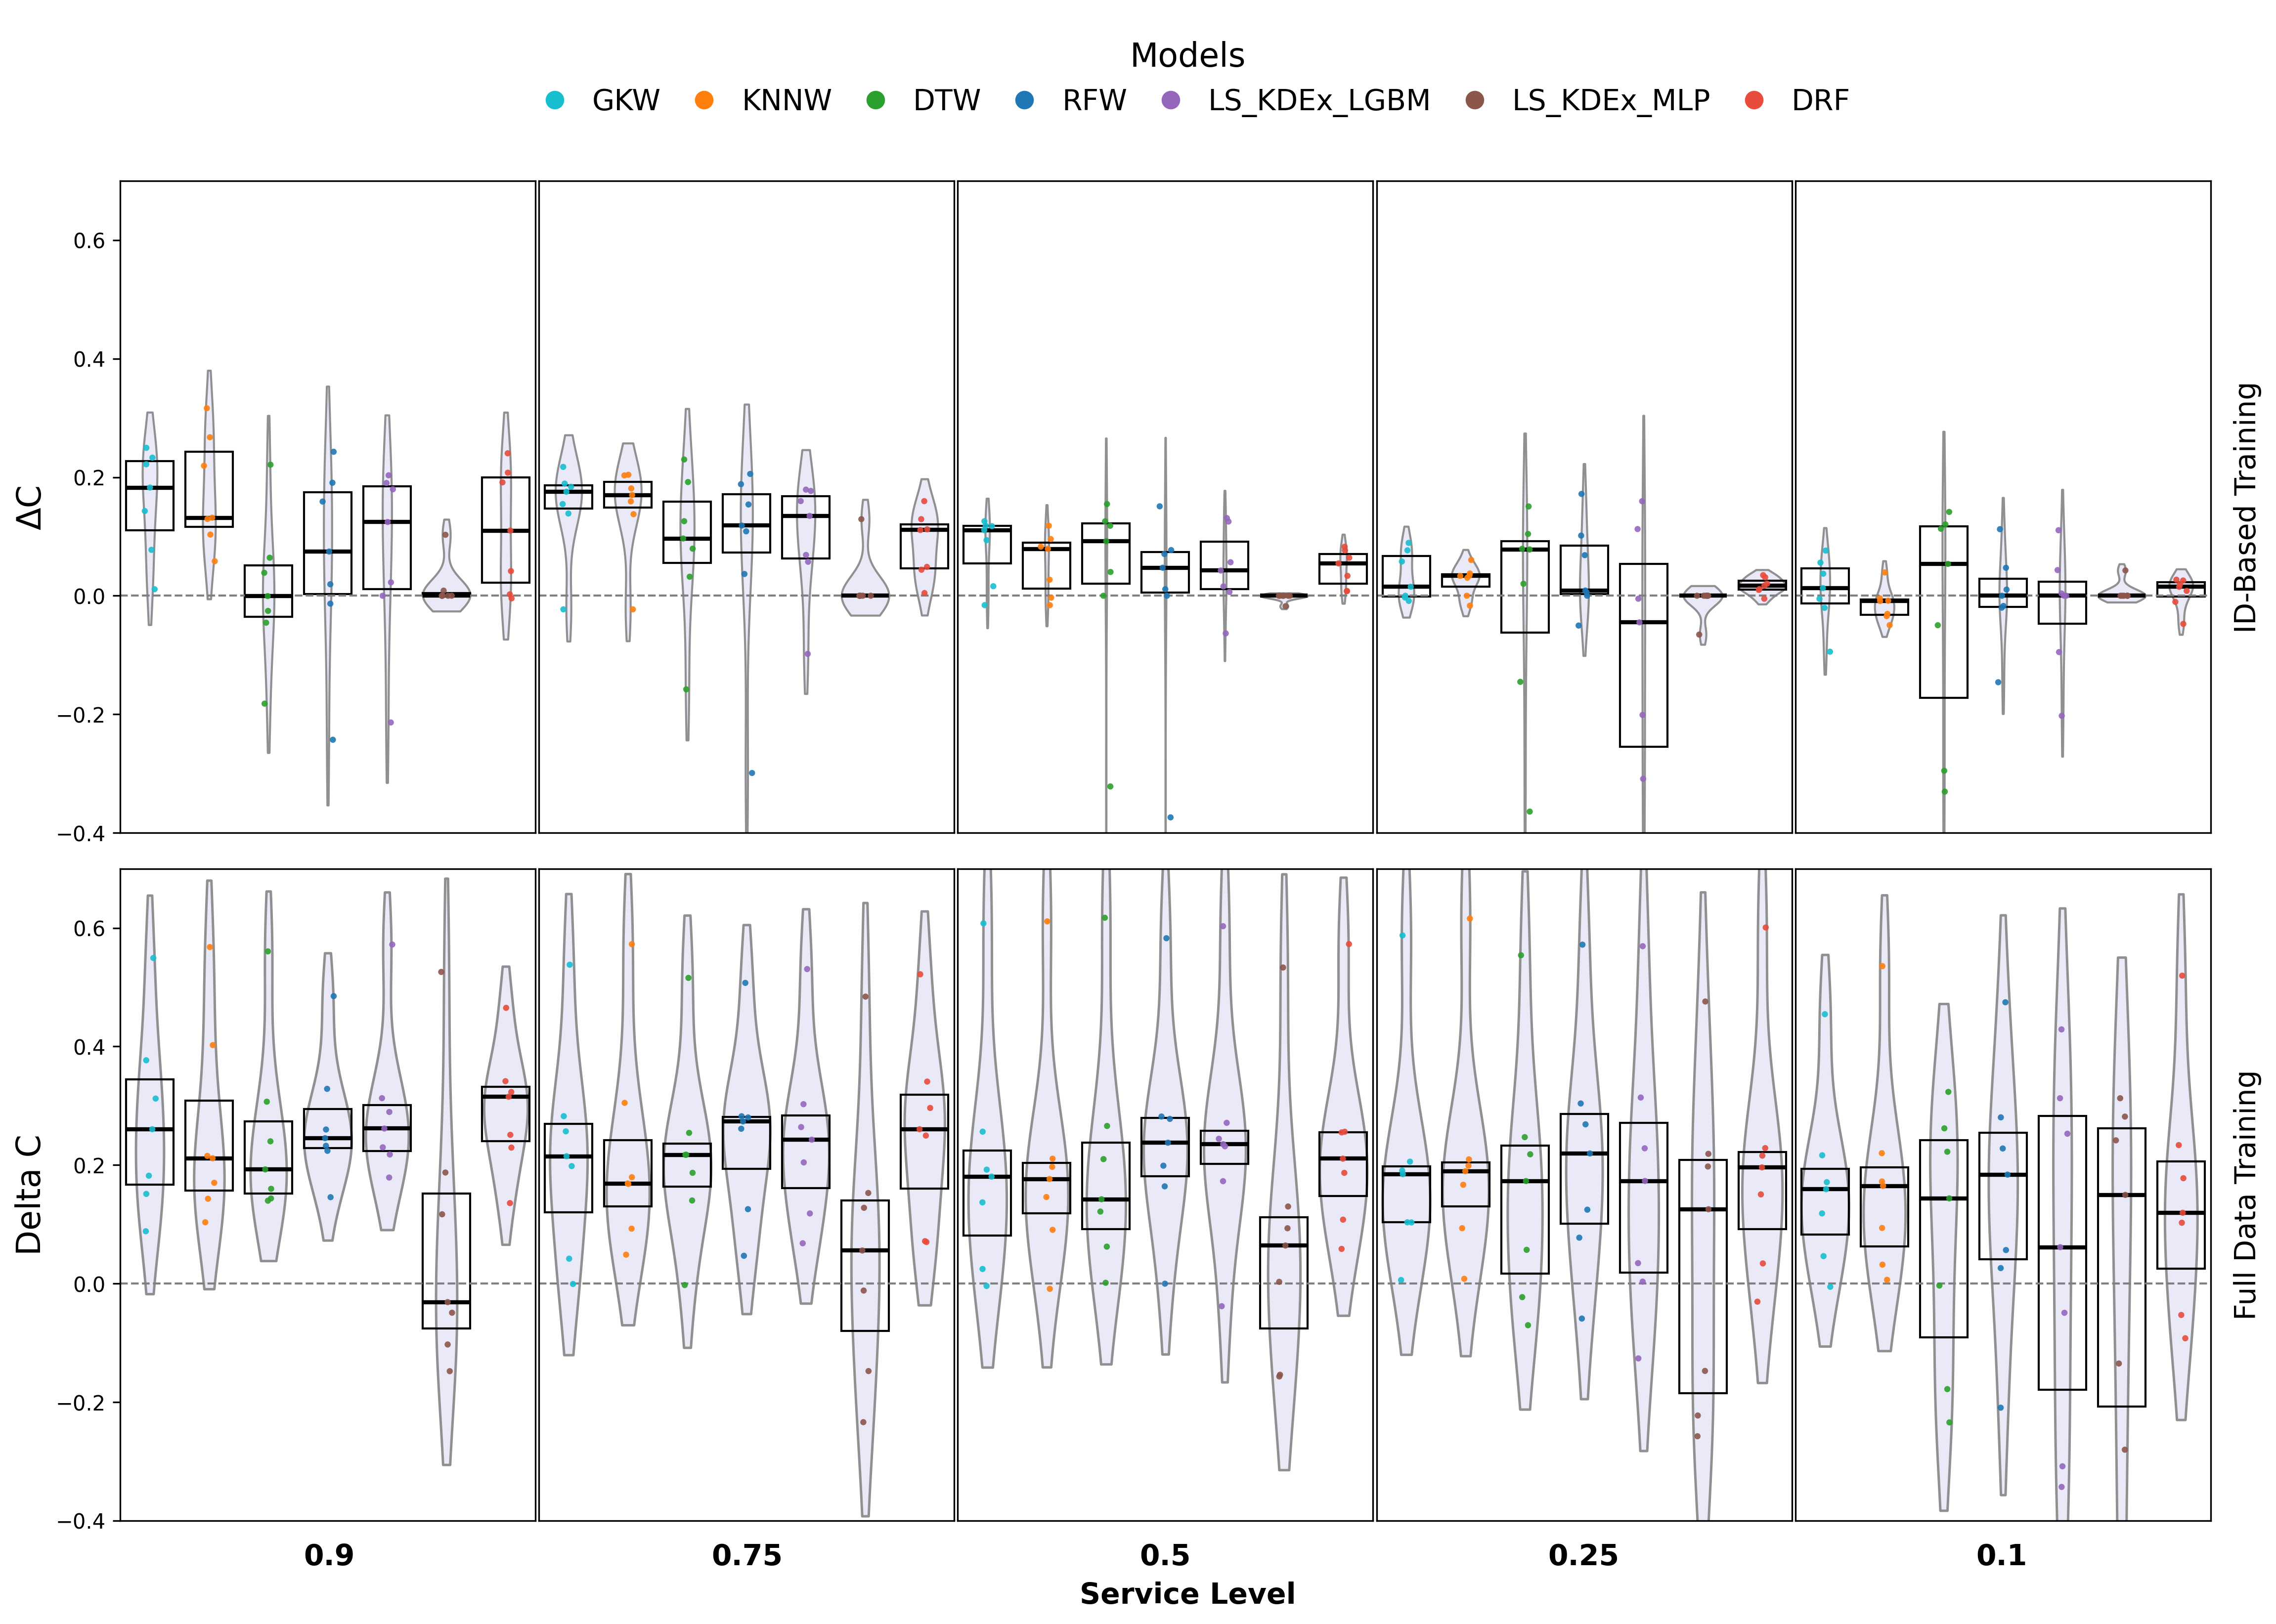 Models
GKW KNNW DTW RFW LS_KDEx_LGBM LS_KDEx_MLP DRF
ΔC
0.6
0.4
0.2
0.0
−0.2
−0.4
ID-Based Training
Delta C
0.6
0.4
0.2
0.0
−0.2
−0.4
Full Data Training
0.9 0.75 0.5 0.25 0.1
Service Level